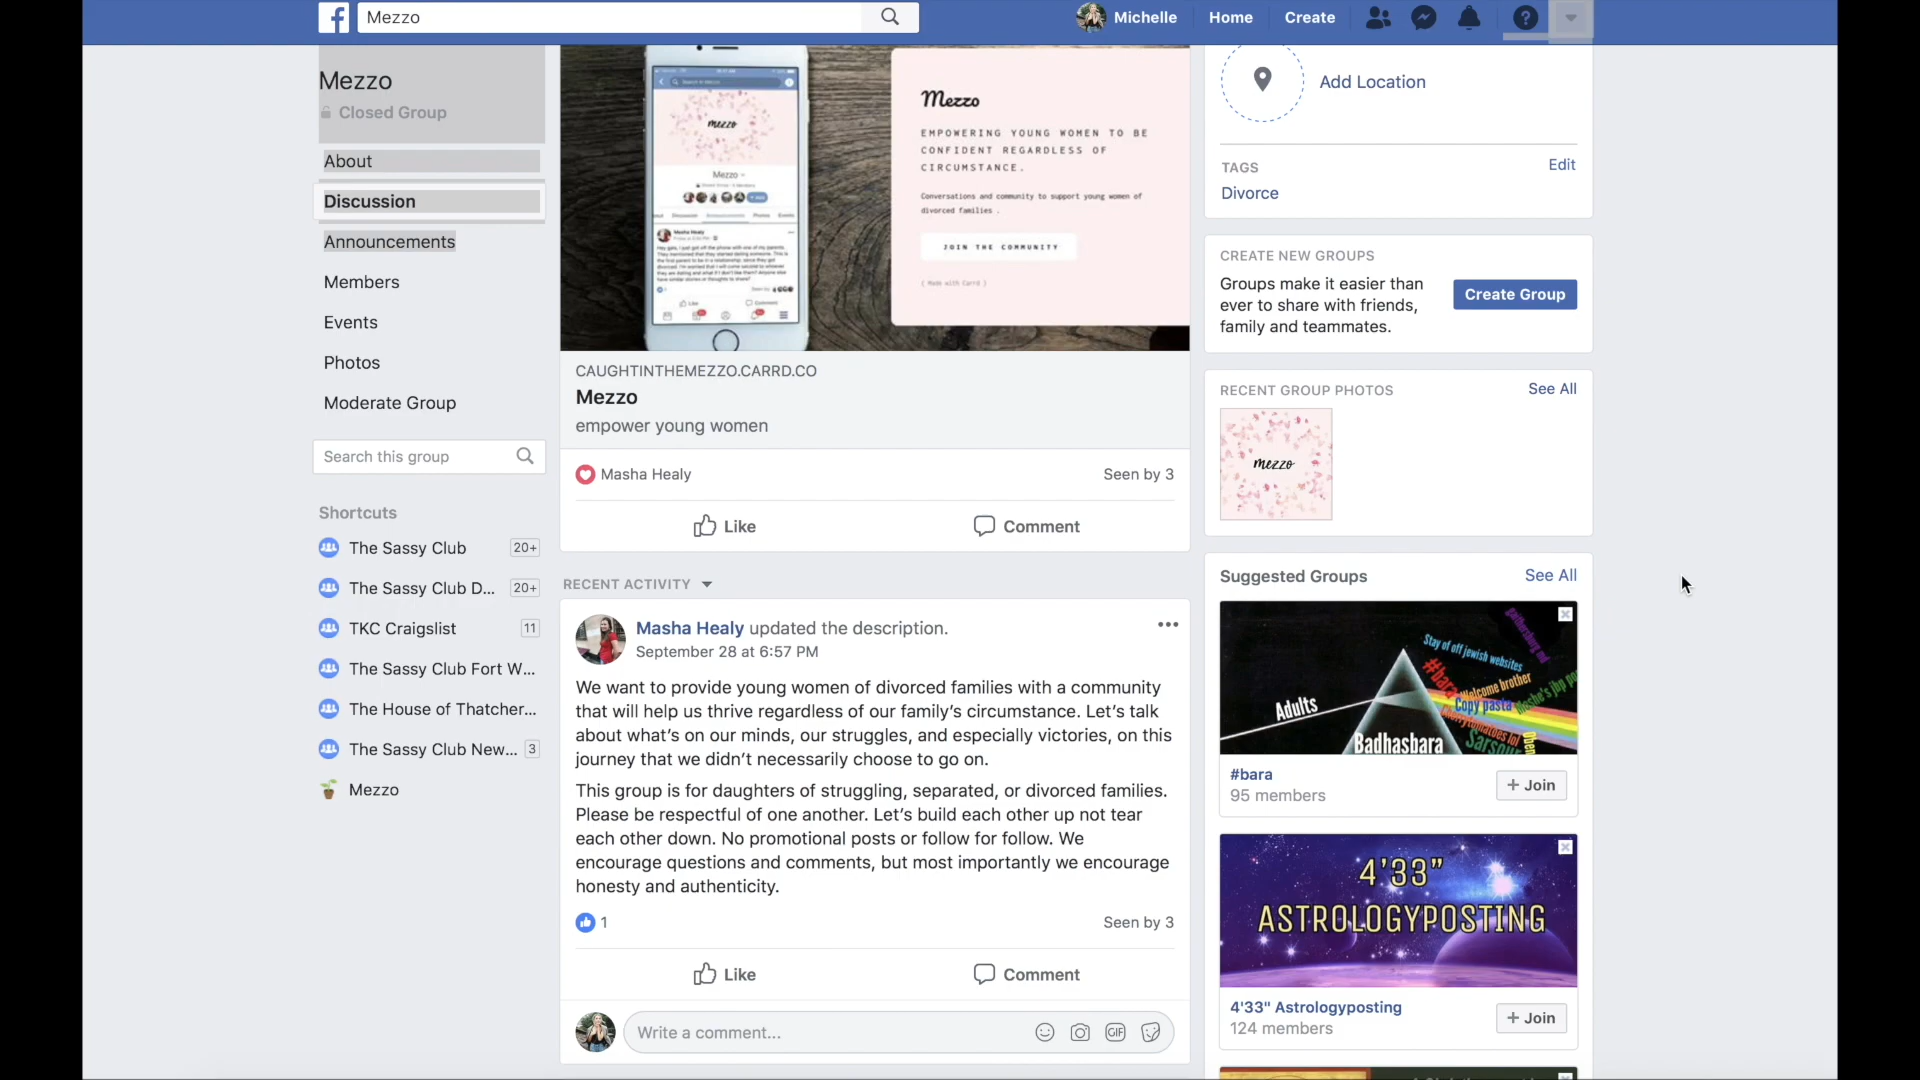 Mezzo
Michelle
Home
Create
Mezzo
Closed Group
About
Discussion
Announcements
Members
Events
Photos
Moderate Group
Search this group
Shortcuts
The Sassy Club 20+
The Sassy Club D... 20+
TKC Craigslist 11
The Sassy Club Fort W...
The House of Thatcher...
The Sassy Club New... 3
Mezzo
mezzo
Mezzo
Masha Healy
Mezzo
EMPOWERING YOUNG WOMEN TO BE
CONFIDENT REGARDLESS OF
CIRCUMSTANCE.
Conversations and community to support young women of
divorced families .
JOIN THE COMMUNITY
( Made with Carrd )
CAUGHTINTHEMEZZO.CARRD.CO
Mezzo
empower young women
Masha Healy
Seen by 3
Like
Comment
RECENT ACTIVITY
Masha Healy updated the description.
September 28 at 6:57 PM
We want to provide young women of divorced families with a community
that will help us thrive regardless of our family's circumstance. Let's talk
about what's on our minds, our struggles, and especially victories, on this
journey that we didn't necessarily choose to go on.
This group is for daughters of struggling, separated, or divorced families.
Please be respectful of one another. Let's build each other up not tear
each other down. No promotional posts or follow for follow. We
encourage questions and comments, but most importantly we encourage
honesty and authenticity.
1
Seen by 3
Like
Comment
Write a comment...
GIF
Add Location
TAGS
Edit
Divorce
CREATE NEW GROUPS
Groups make it easier than
ever to share with friends,
family and teammates.
Create Group
RECENT GROUP PHOTOS
See All
mezzo
Suggested Groups
See All
Stay of off jewish websites
#bara
Welcome brother
Copy pasta
Adults
Badhasbara
#bara
95 members
+ Join
4'33"
ASTROLOGYPOSTING
4'33" Astrologyposting
124 members
+ Join